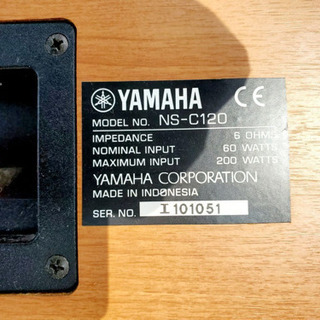 YAMAHA CE
MODEL NO. NS-C120
IMPEDANCE 6 OHMS
NOMINAL INPUT 60 WATTS
MAXIMUM INPUT 200 WATTS
YAMAHA CORPORATION
MADE IN INDONESIA
SER. NO. I 101051